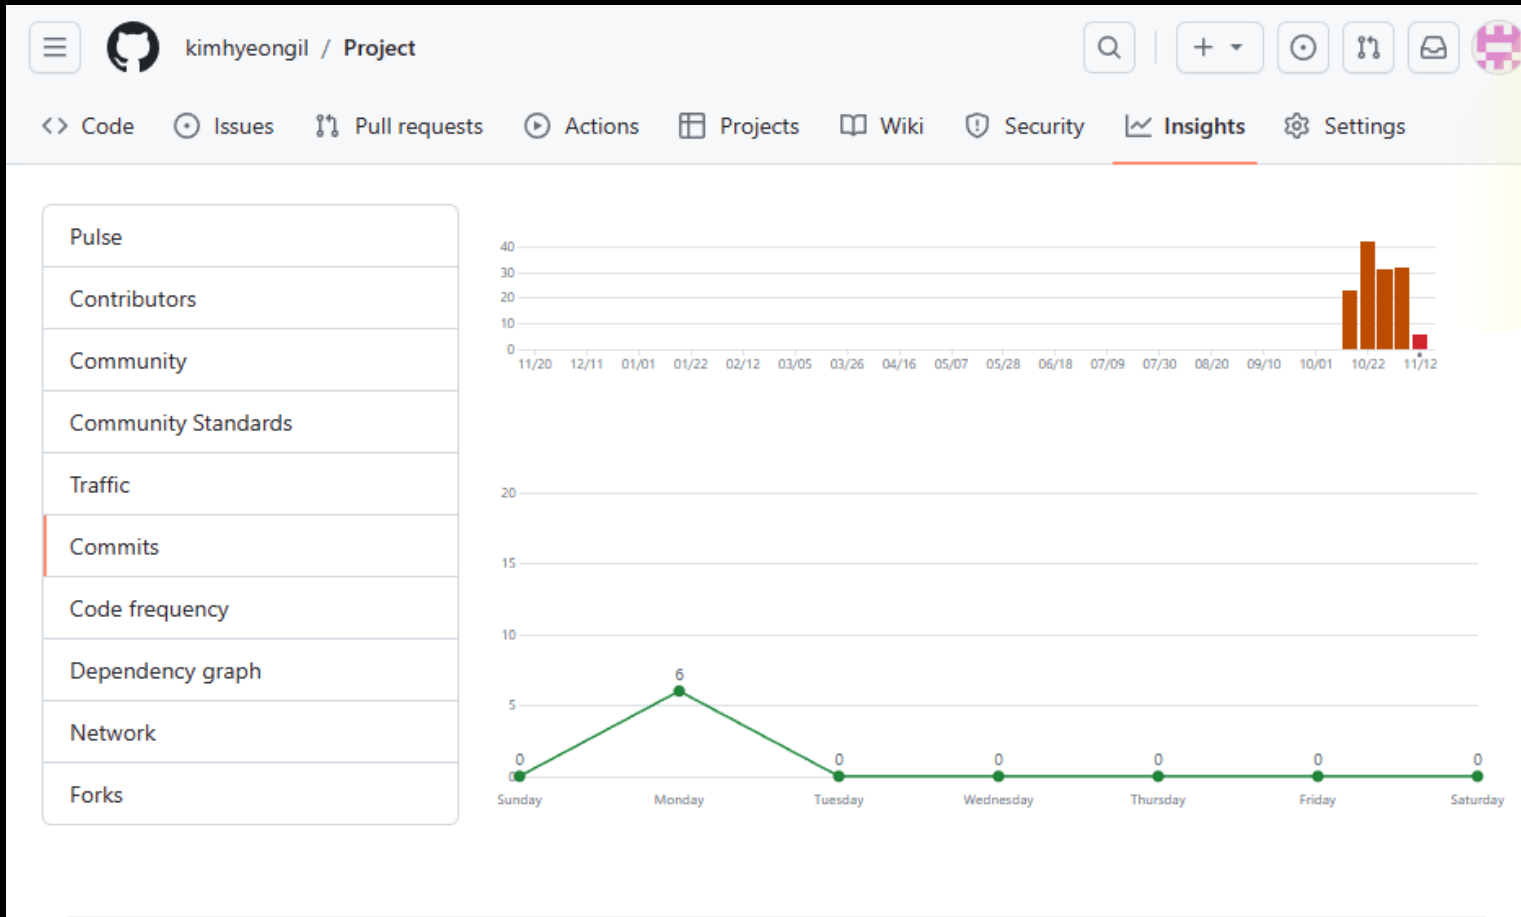 kimhyeongil / Project
Code Issues Pull requests Actions Projects Wiki Security Insights Settings
Pulse
Contributors
Community
Community Standards
Traffic
Commits
Code frequency
Dependency graph
Network
Forks
40
30
20
10
0
11/20 12/11 01/01 01/22 02/12 03/05 03/26 04/16 05/07 05/28 06/18 07/09 07/30 08/20 09/10 10/01 10/22 11/12
20
15
10
5
0
0 6 0 0 0 0 0
Sunday Monday Tuesday Wednesday Thursday Friday Saturday